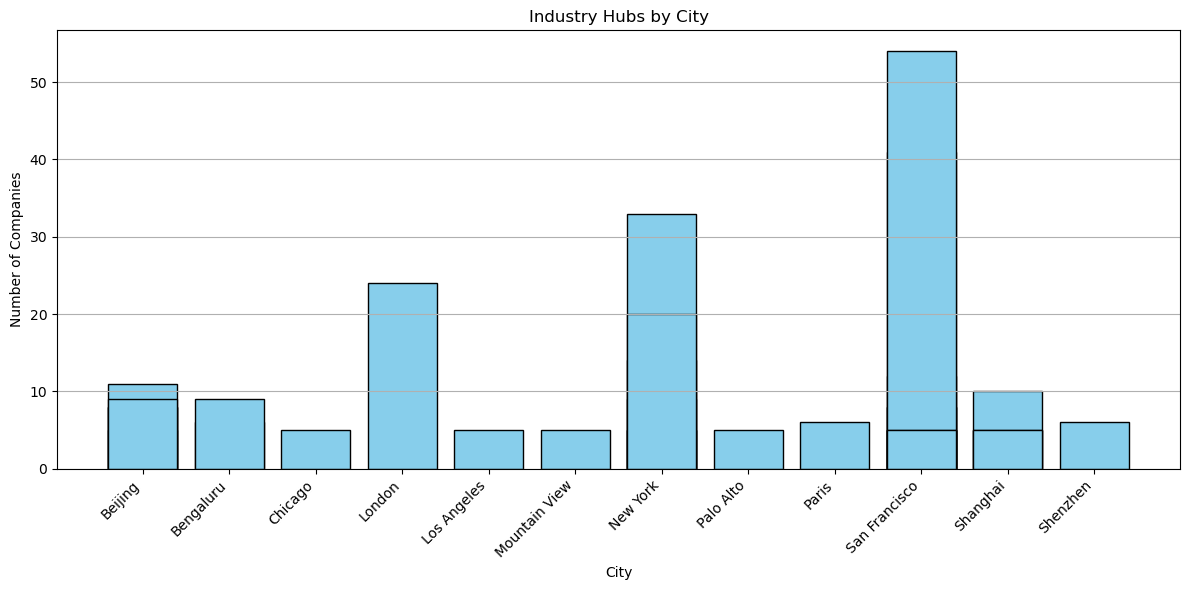 Industry Hubs by City
Number of Companies
50
40
30
20
10
0
Beijing
Bengaluru
Chicago
London
Los Angeles
Mountain View
New York
Palo Alto
Paris
San Francisco
Shanghai
Shenzhen
City